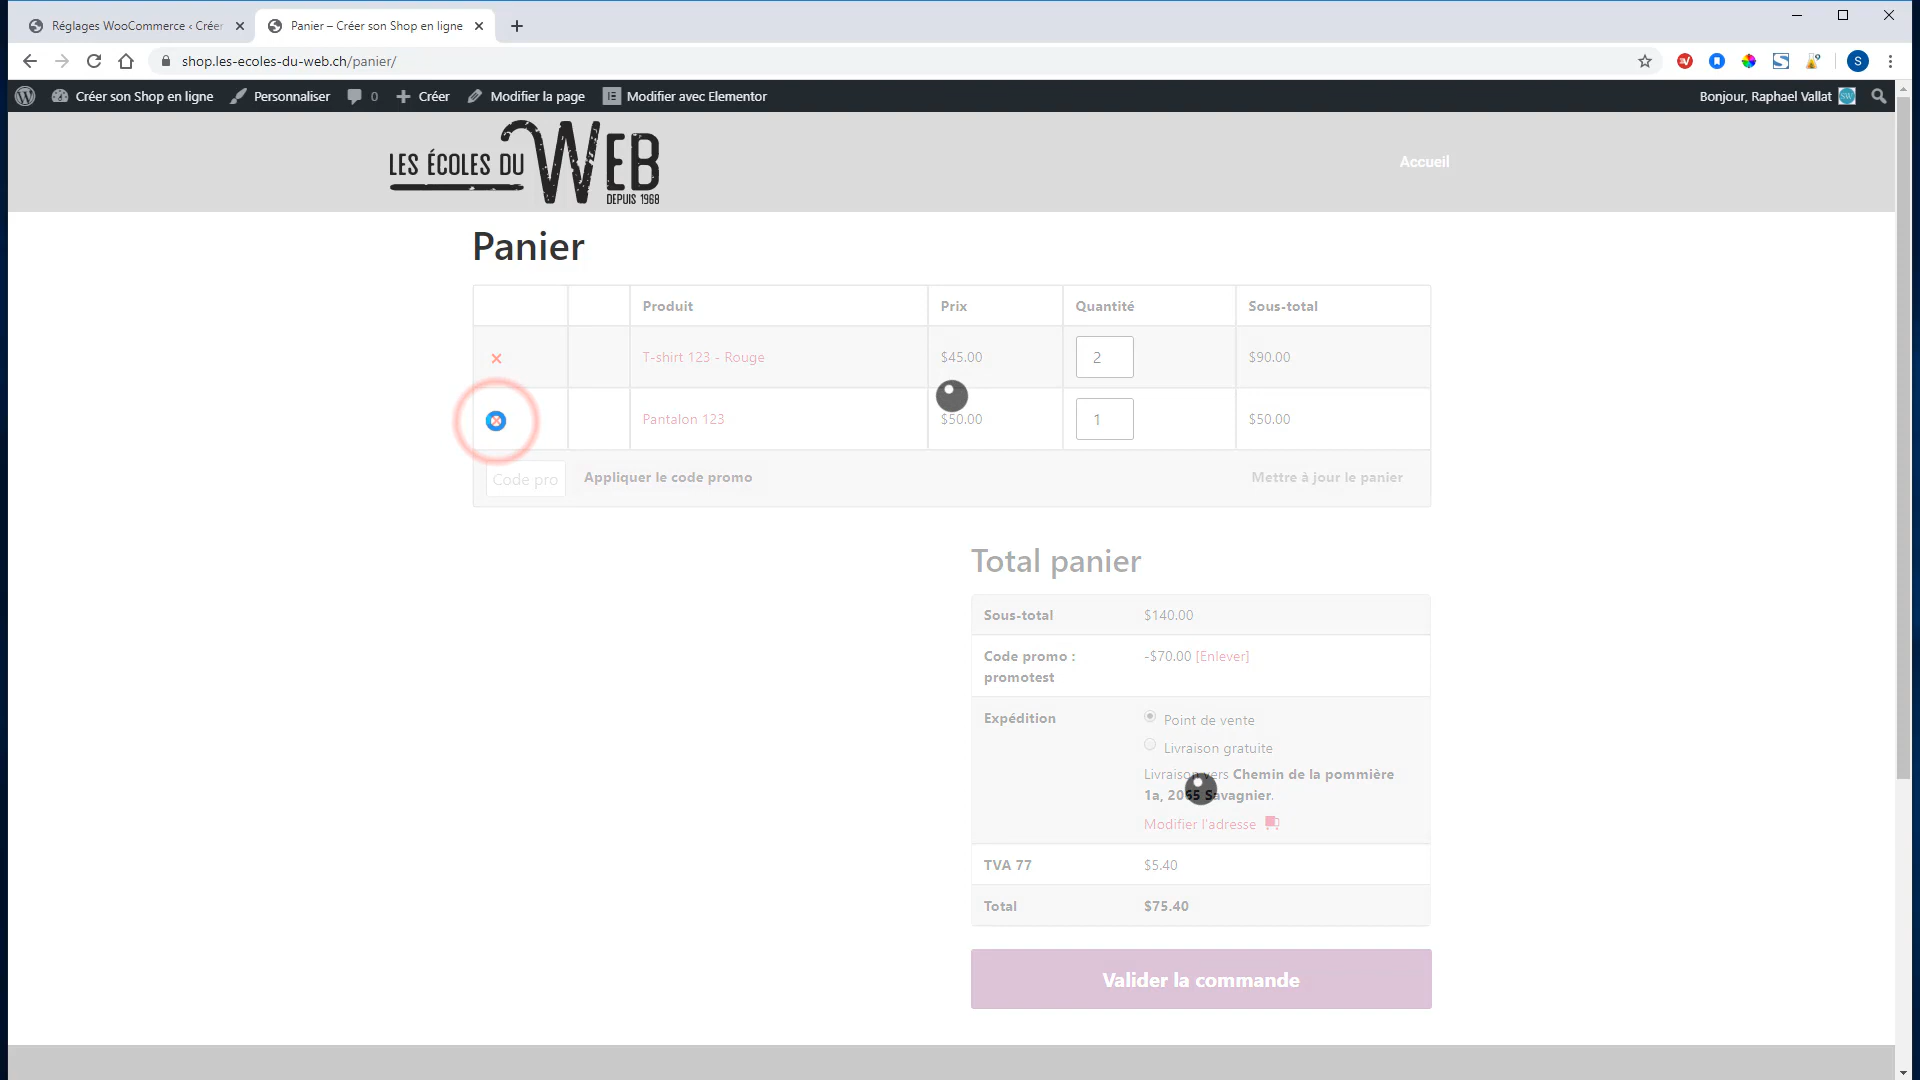 Réglages WooCommerce ‹ Créer
Panier – Créer son Shop en ligne
shop.les-ecoles-du-web.ch/panier/
S
Créer son Shop en ligne
Personnaliser
0
Créer
Modifier la page
Modifier avec Elementor
Bonjour, Raphael Vallat
LES ÉCOLES DU WEB
DEPUIS 1968
Accueil
Panier
Produit Prix Quantité Sous-total
× T-shirt 123 - Rouge $45.00 2 $90.00
× Pantalon 123 $50.00 1 $50.00
Code pro Appliquer le code promo Mettre à jour le panier
Total panier
Sous-total $140.00
Code promo : -$70.00 [Enlever]
promotest
Expédition Point de vente
Livraison gratuite
Livraison vers Chemin de la pommière
1a, 2065 Savagnier.
Modifier l'adresse
TVA 77 $5.40
Total $75.40
Valider la commande